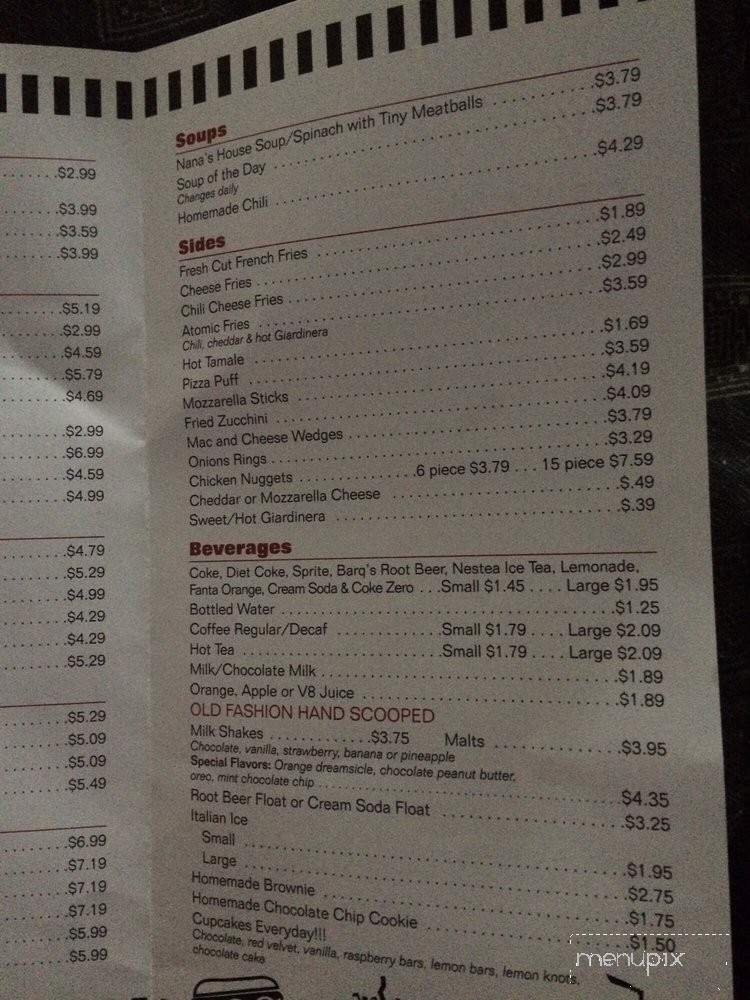 .......$2.99
.......$3.99
.......$3.59
.......$3.99
.......$5.19
.......$2.99
.......$4.59
.......$5.79
.......$4.69
.......$2.99
.......$6.99
.......$4.59
.......$4.99
.......$4.79
.......$5.29
.......$4.99
.......$4.29
.......$4.29
.......$5.29
.......$5.29
.......$5.09
.......$5.09
.......$5.49
.......$6.99
.......$7.19
.......$7.19
.......$7.19
.......$5.99
.......$5.99
Soups
Nana's House Soup/Spinach with Tiny Meatballs ..........$3.79
Soup of the Day ..........$3.79
Changes daily
Homemade Chili ..........$4.29
Sides
Fresh Cut French Fries ..........$1.89
Cheese Fries ..........$2.49
Chili Cheese Fries ..........$2.99
Atomic Fries ..........$3.59
Chili, cheddar & hot Giardinera
Hot Tamale ..........$1.69
Pizza Puff ..........$3.59
Mozzarella Sticks ..........$4.19
Fried Zucchini ..........$4.09
Mac and Cheese Wedges ..........$3.79
Onions Rings ..........$3.29
Chicken Nuggets ..........6 piece $3.79 ... 15 piece $7.59
Cheddar or Mozzarella Cheese ..........$.49
Sweet/Hot Giardinera ..........$.39
Beverages
Coke, Diet Coke, Sprite, Barq's Root Beer, Nestea Ice Tea, Lemonade,
Fanta Orange, Cream Soda & Coke Zero ...Small $1.45 .... Large $1.95
Bottled Water ..........$1.25
Coffee Regular/Decaf ..........Small $1.79 .... Large $2.09
Hot Tea ..........Small $1.79 .... Large $2.09
Milk/Chocolate Milk ..........$1.89
Orange, Apple or V8 Juice ..........$1.89
OLD FASHION HAND SCOOPED
Milk Shakes ..........$3.75 Malts ..........$3.95
Chocolate, vanilla, strawberry, banana or pineapple
Special Flavors: Orange dreamsicle, chocolate peanut butter,
oreo, mint chocolate chip ..........$4.35
Root Beer Float or Cream Soda Float ..........$3.25
Italian Ice
Small ..........$1.95
Large ..........$2.75
Homemade Brownie ..........$1.75
Homemade Chocolate Chip Cookie ..........$1.50
Cupcakes Everyday!!!
Chocolate, red velvet, vanilla, raspberry bars, lemon bars, lemon knots,
chocolate cake
menupix